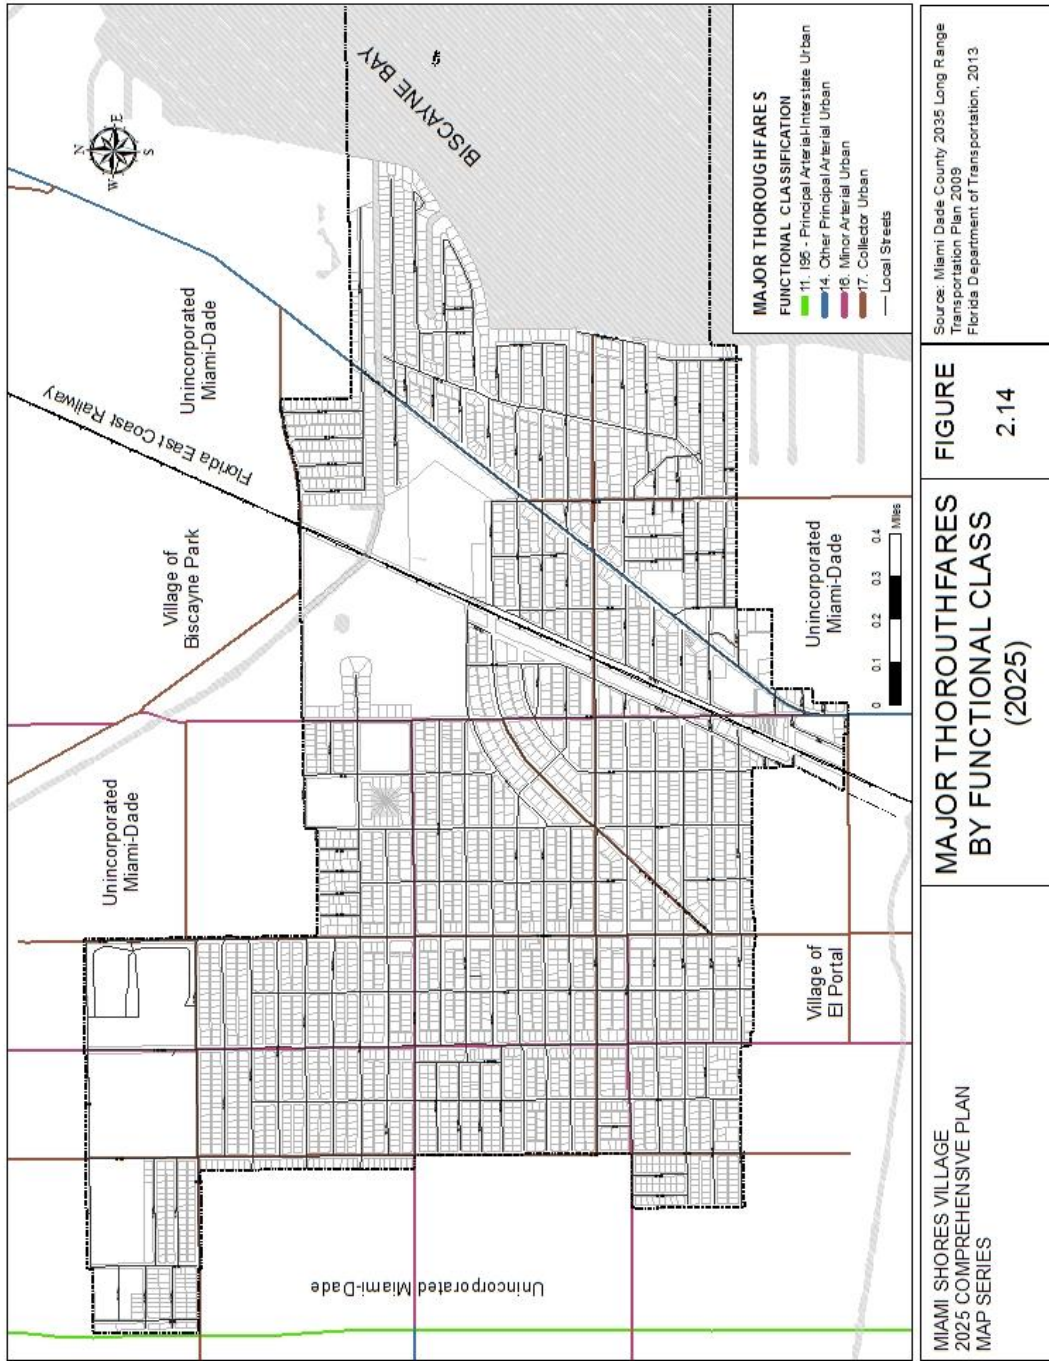 N
W
E
S
BISCAYNE BAY
Unincorporated
Miami-Dade
Florida East Coast Railway
Village of
Biscayne Park
Unincorporated
Miami-Dade
Unincorporated Miami-Dade
Village of
El Portal
Unincorporated
Miami-Dade
0 0.1 0.2 0.3 0.4
Miles
MAJOR THOROUGHFARES
FUNCTIONAL CLASSIFICATION
11. I95 - Principal Arterial-Interstate Urban
14. Other Principal Arterial Urban
16. Minor Arterial Urban
17. Collector Urban
Local Streets
MIAMI SHORES VILLAGE
2025 COMPREHENSIVE PLAN
MAP SERIES
MAJOR THOROUTHFARES
BY FUNCTIONAL CLASS
(2025)
FIGURE
2.14
Source: Miami Dade County 2035 Long Range
Transportation Plan 2009
Florida Department of Transportation, 2013